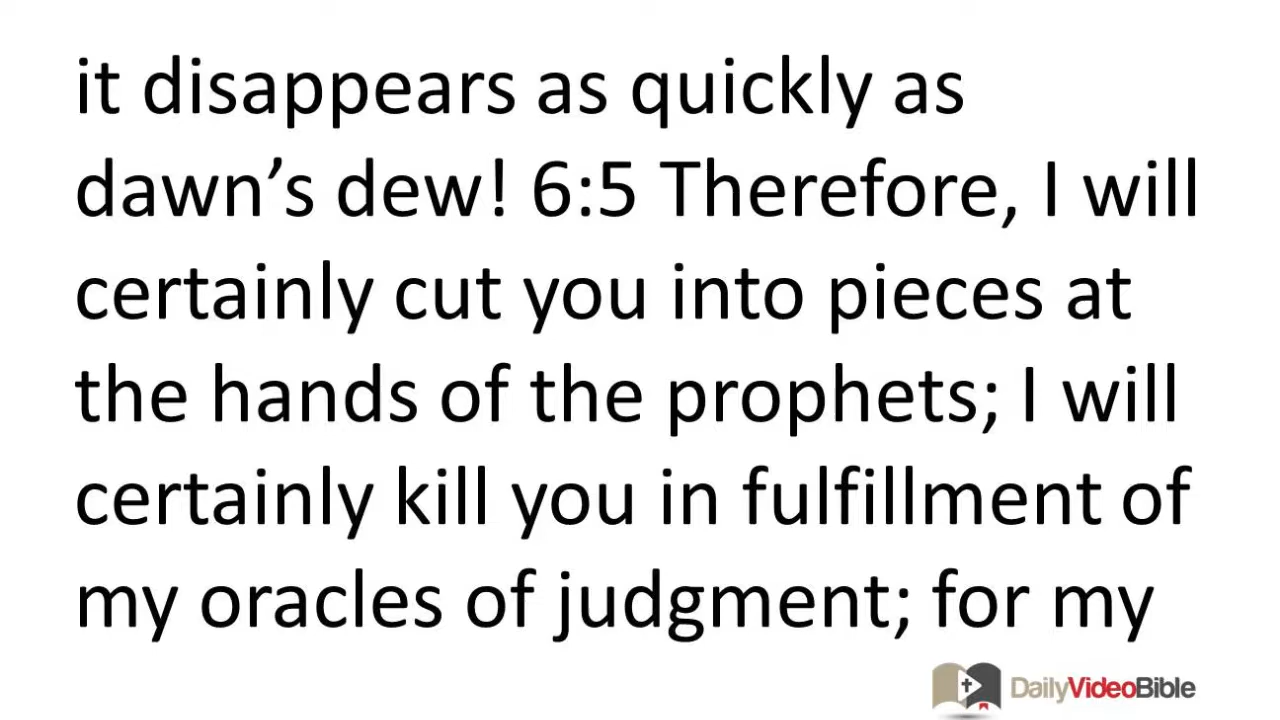 it disappears as quickly as
dawn’s dew! 6:5 Therefore, I will
certainly cut you into pieces at
the hands of the prophets; I will
certainly kill you in fulfillment of
my oracles of judgment; for my
DailyVideoBible